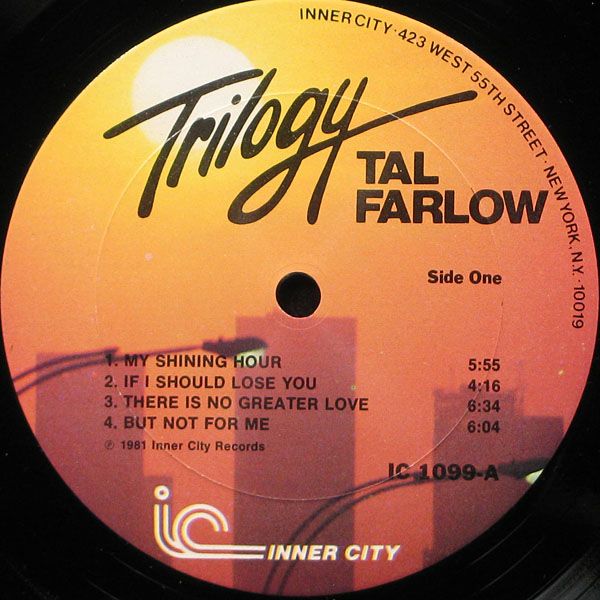 INNER CITY · 423 WEST 55TH STREET · NEW YORK, N.Y. · 10019
Trilogy
TAL
FARLOW
Side One
1. MY SHINING HOUR 5:55
2. IF I SHOULD LOSE YOU 4:16
3. THERE IS NO GREATER LOVE 6:34
4. BUT NOT FOR ME 6:04
℗ 1981 Inner City Records
IC 1099-A
ic
INNER CITY